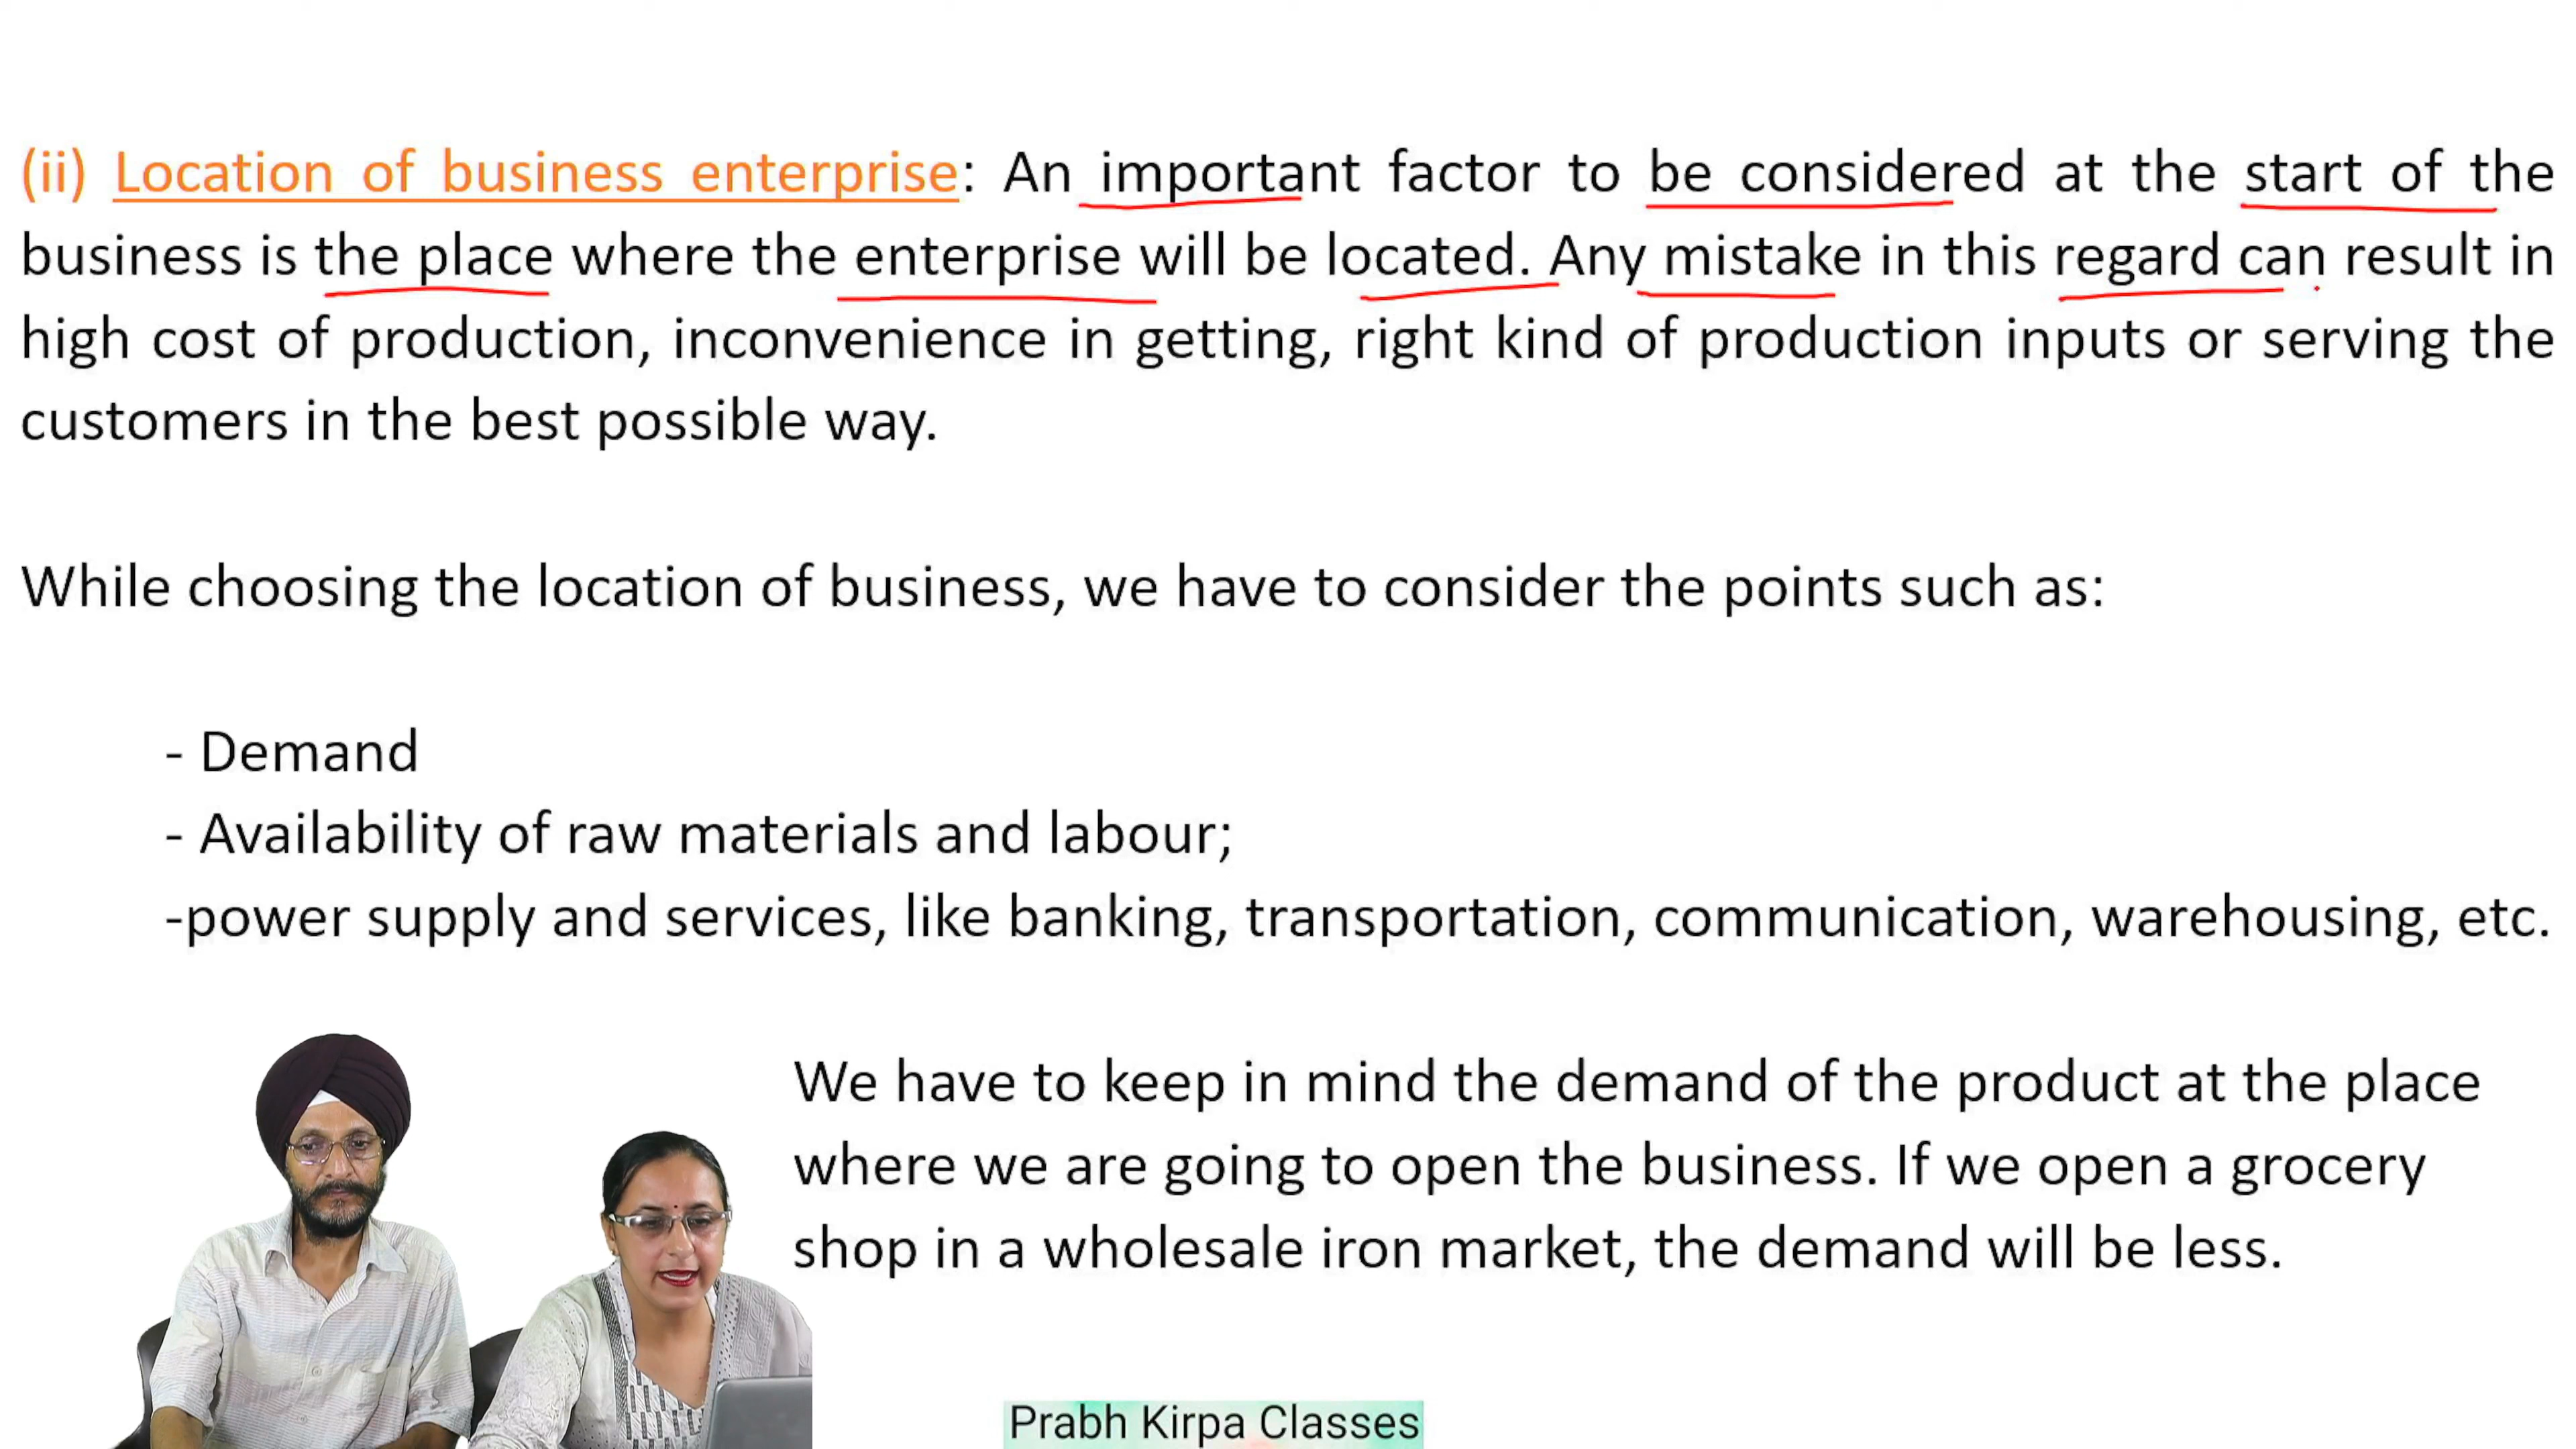 (ii) Location of business enterprise: An important factor to be considered at the start of the
business is the place where the enterprise will be located. Any mistake in this regard can result in
high cost of production, inconvenience in getting, right kind of production inputs or serving the
customers in the best possible way.
While choosing the location of business, we have to consider the points such as:
- Demand
- Availability of raw materials and labour;
-power supply and services, like banking, transportation, communication, warehousing, etc.
We have to keep in mind the demand of the product at the place
where we are going to open the business. If we open a grocery
shop in a wholesale iron market, the demand will be less.
Prabh Kirpa Classes